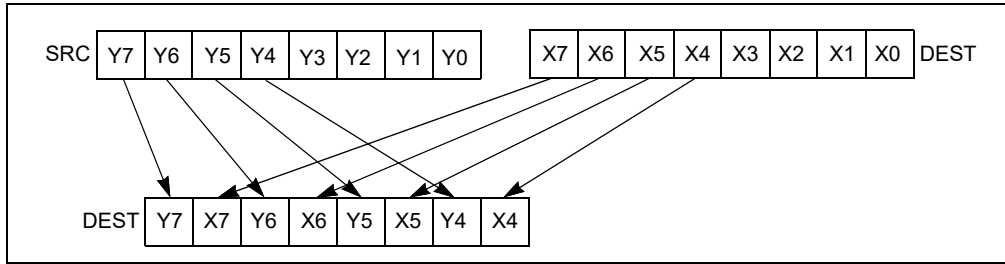 SRC Y7 Y6 Y5 Y4 Y3 Y2 Y1 Y0 X7 X6 X5 X4 X3 X2 X1 X0 DEST
DEST Y7 X7 Y6 X6 Y5 X5 Y4 X4